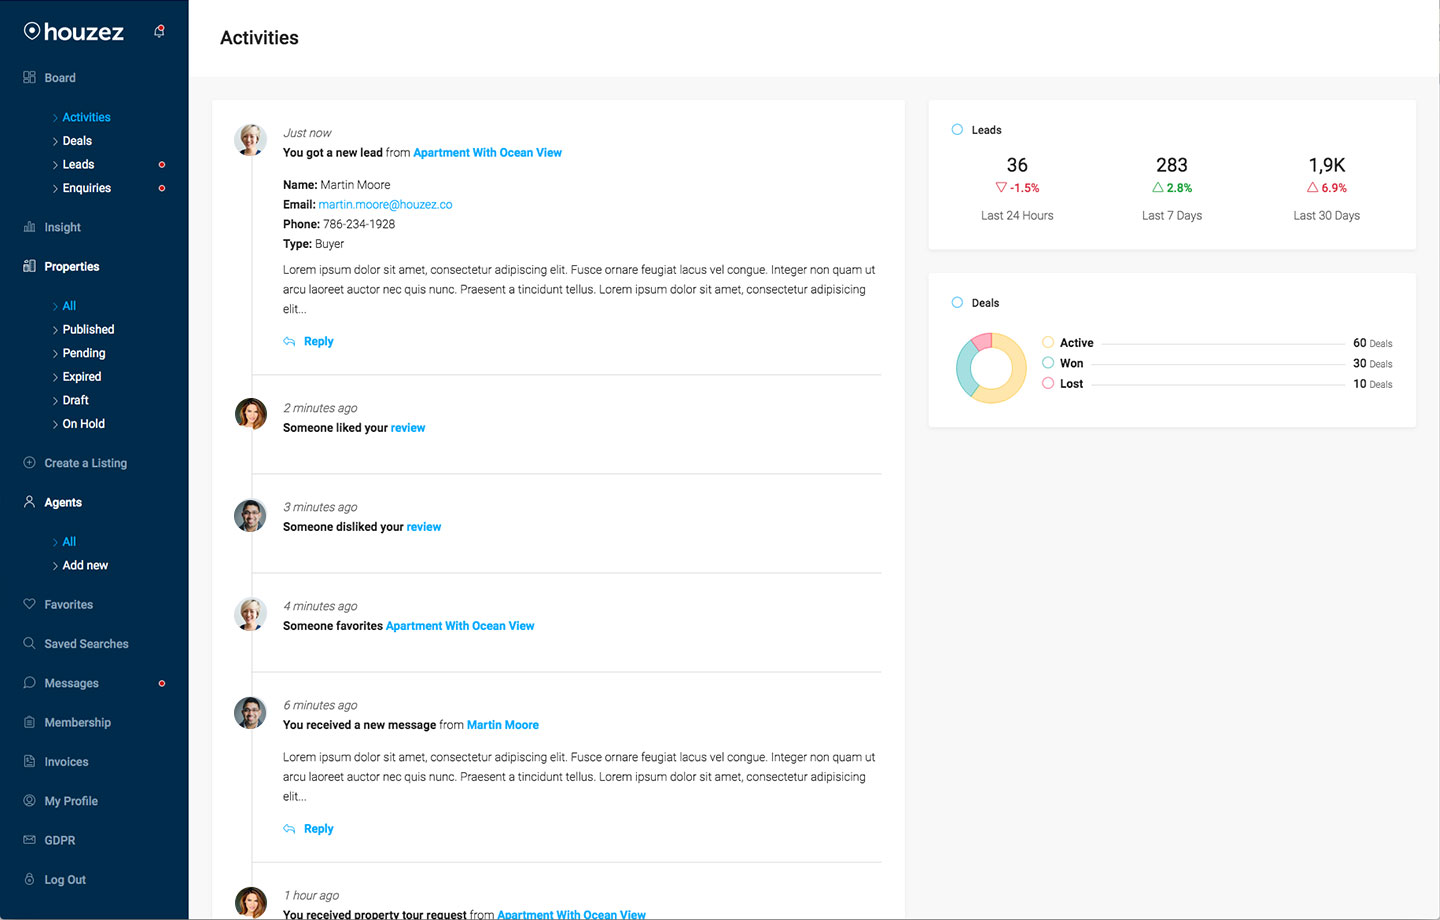 houzez
Board
Activities
Deals
Leads
Enquiries
Insight
Properties
All
Published
Pending
Expired
Draft
On Hold
Create a Listing
Agents
All
Add new
Favorites
Saved Searches
Messages
Membership
Invoices
My Profile
GDPR
Log Out
Activities
Just now
You got a new lead from Apartment With Ocean View
Name: Martin Moore
Email: martin.moore@houzez.co
Phone: 786-234-1928
Type: Buyer
Lorem ipsum dolor sit amet, consectetur adipiscing elit. Fusce ornare feugiat lacus vel congue. Integer non quam ut
arcu laoreet auctor nec quis nunc. Praesent a tincidunt tellus. Lorem ipsum dolor sit amet, consectetur adipisicing
elit...
Reply
2 minutes ago
Someone liked your review
3 minutes ago
Someone disliked your review
4 minutes ago
Someone favorites Apartment With Ocean View
6 minutes ago
You received a new message from Martin Moore
Lorem ipsum dolor sit amet, consectetur adipiscing elit. Fusce ornare feugiat lacus vel congue. Integer non quam ut
arcu laoreet auctor nec quis nunc. Praesent a tincidunt tellus. Lorem ipsum dolor sit amet, consectetur adipisicing
elit...
Reply
1 hour ago
You received property tour request from Apartment With Ocean View
Leads
36 283 1,9K
-1.5% 2.8% 6.9%
Last 24 Hours Last 7 Days Last 30 Days
Deals
Active 60 Deals
Won 30 Deals
Lost 10 Deals